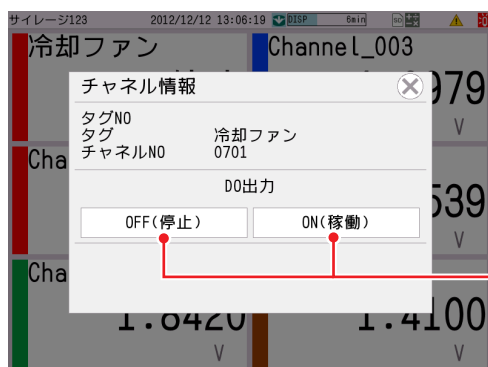 サイレージ123 2012/12/12 13:06:19 DISP 6min SD
冷却ファン Channel_003
979
V
チャネル情報
タグNO
タグ 冷却ファン
チャネルNO 0701
Cha
DO出力
539
OFF(停止) ON(稼働)
V
Cha
1.8420 1.4100
V V